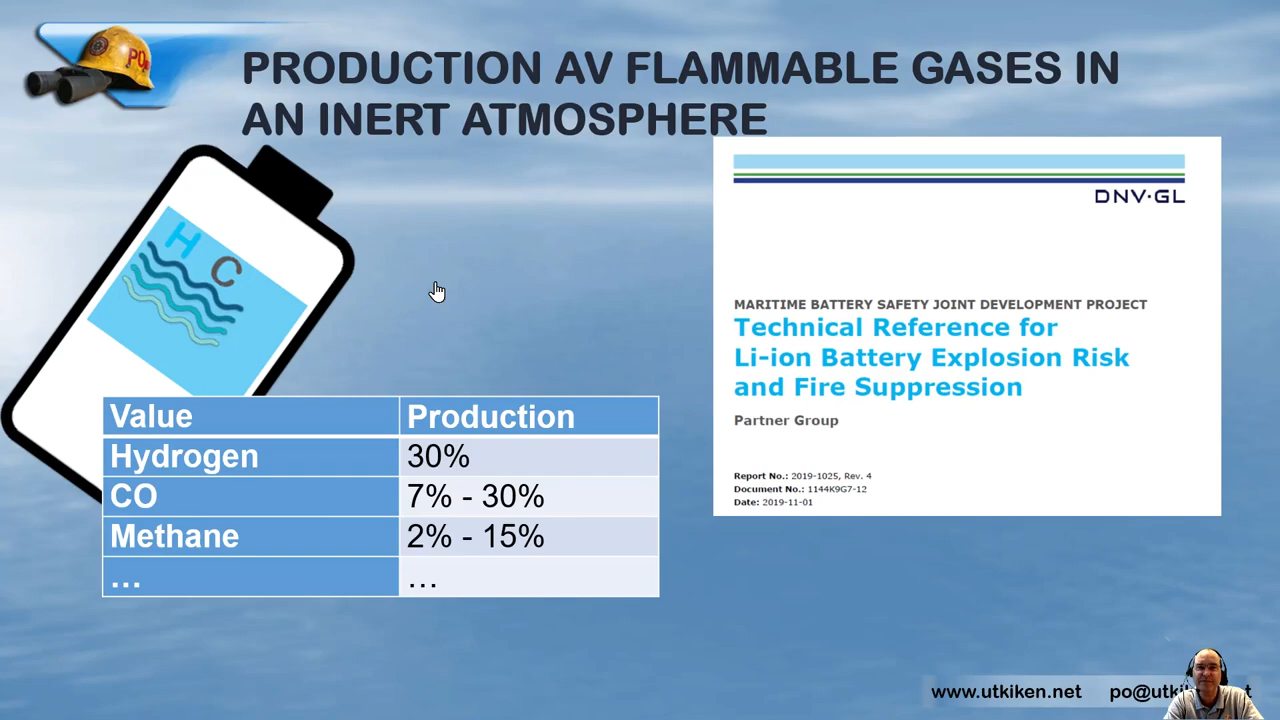 PO
PRODUCTION AV FLAMMABLE GASES IN
AN INERT ATMOSPHERE
H C
DNV·GL
MARITIME BATTERY SAFETY JOINT DEVELOPMENT PROJECT
Technical Reference for
Li-ion Battery Explosion Risk
and Fire Suppression
Partner Group
Report No.: 2019-1025, Rev. 4
Document No.: 1144K9G7-12
Date: 2019-11-01
Value Production
Hydrogen 30%
CO 7% - 30%
Methane 2% - 15%
... ...
www.utkiken.net